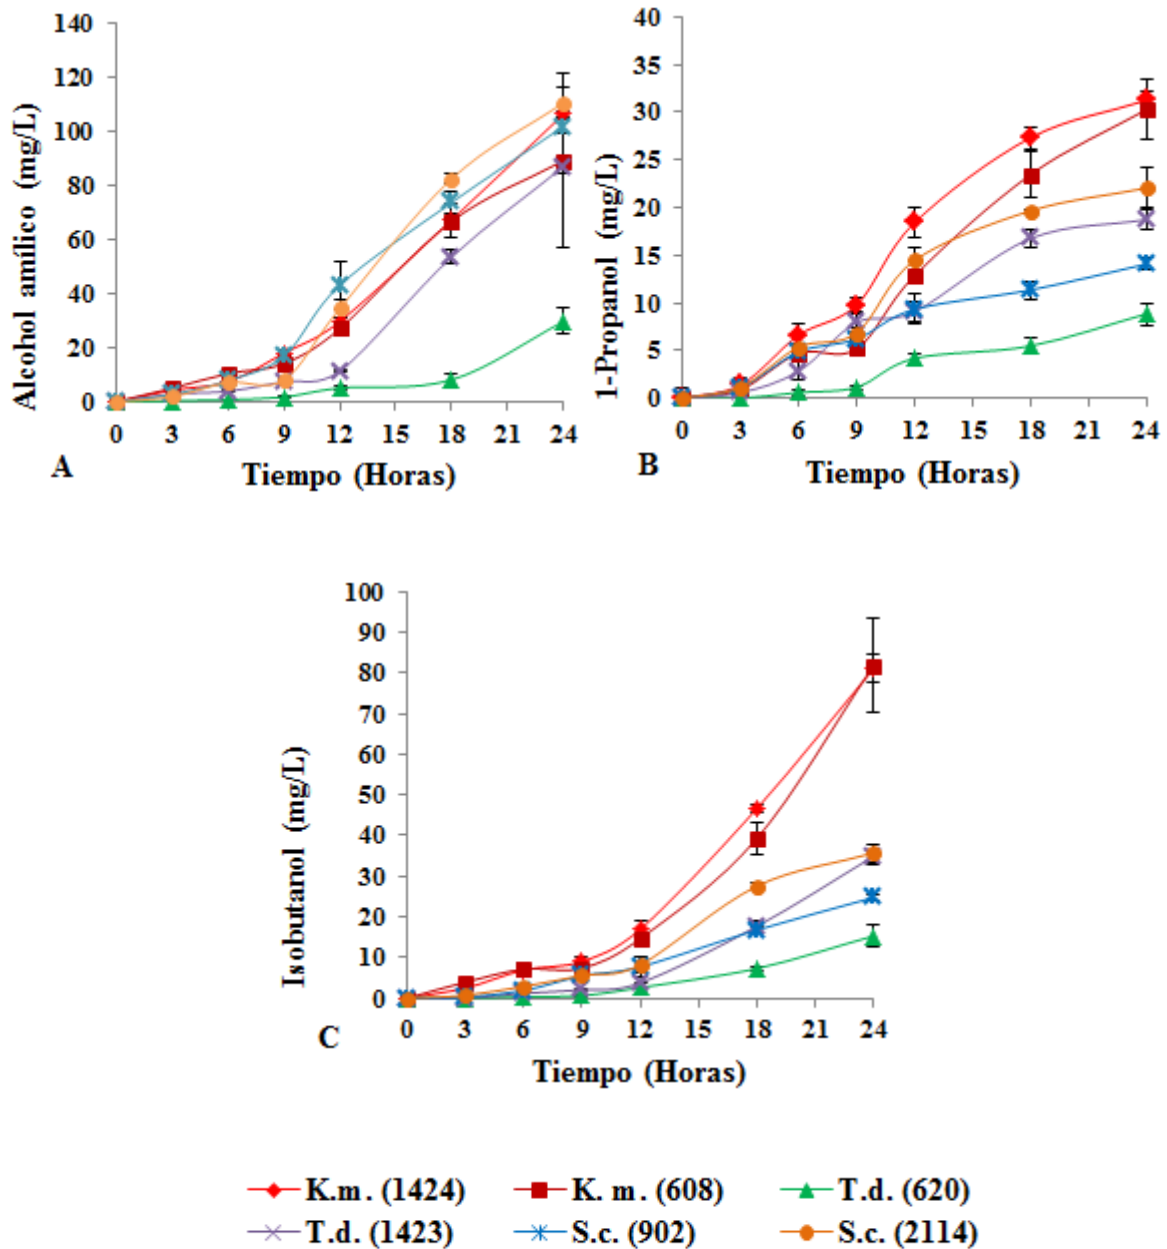 140
120
100
80
60
40
20
0
Alcohol amílico (mg/L)
0 3 6 9 12 18 24
A
Tiempo (Horas)
40
35
30
25
20
15
10
5
0
1-Propanol (mg/L)
0 3 6 9 12 15 18 21 24
B
Tiempo (Horas)
100
90
80
70
60
50
40
30
20
10
0
Isobutanol (mg/L)
0 3 6 9 12 15 18 21 24
C
Tiempo (Horas)
K.m. (1424) K. m. (608) T.d. (620)
T.d. (1423) S.c. (902) S.c. (2114)